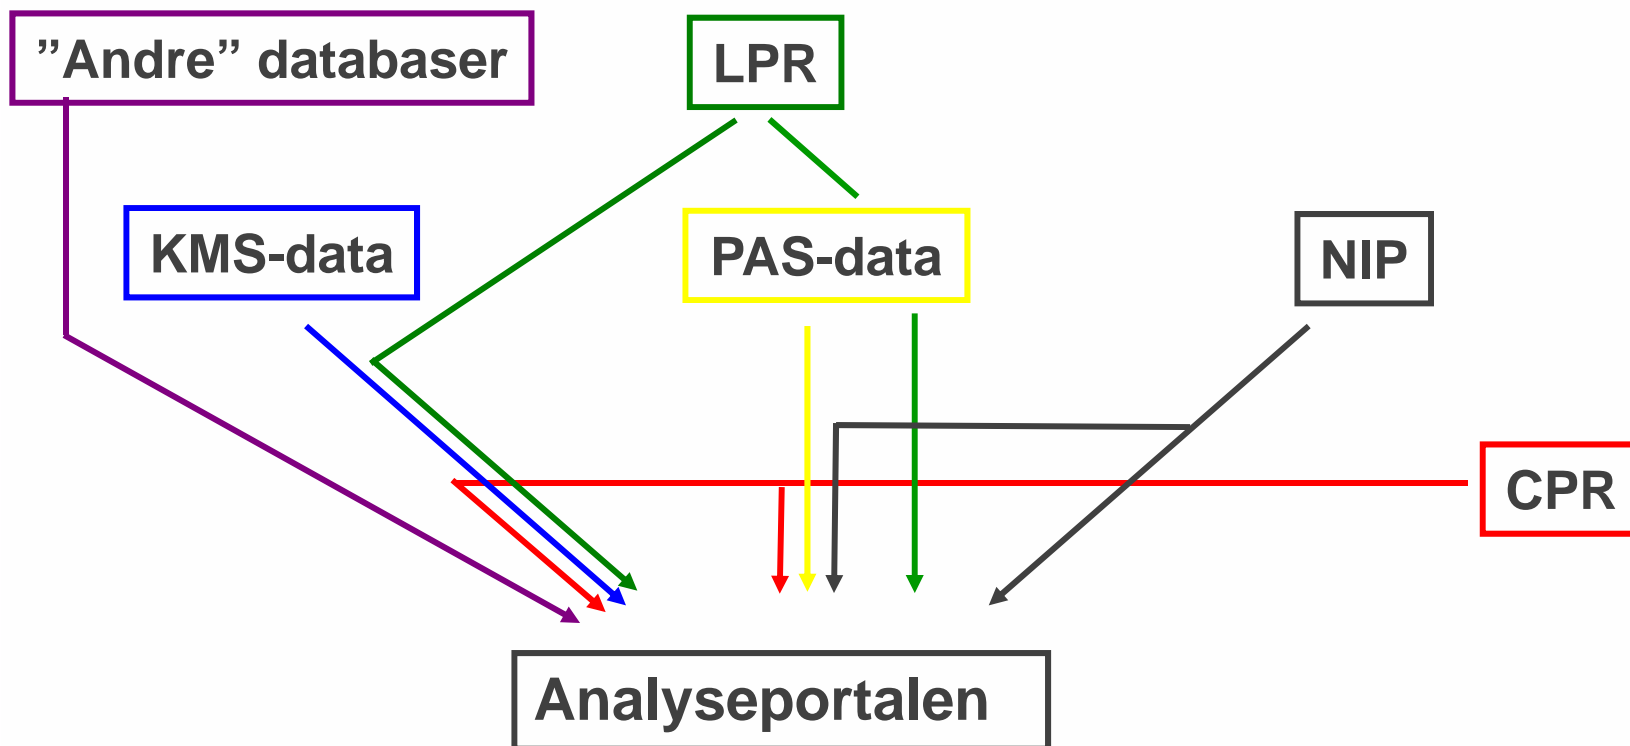 ”Andre” databaser
LPR
KMS-data
PAS-data
NIP
CPR
Analyseportalen